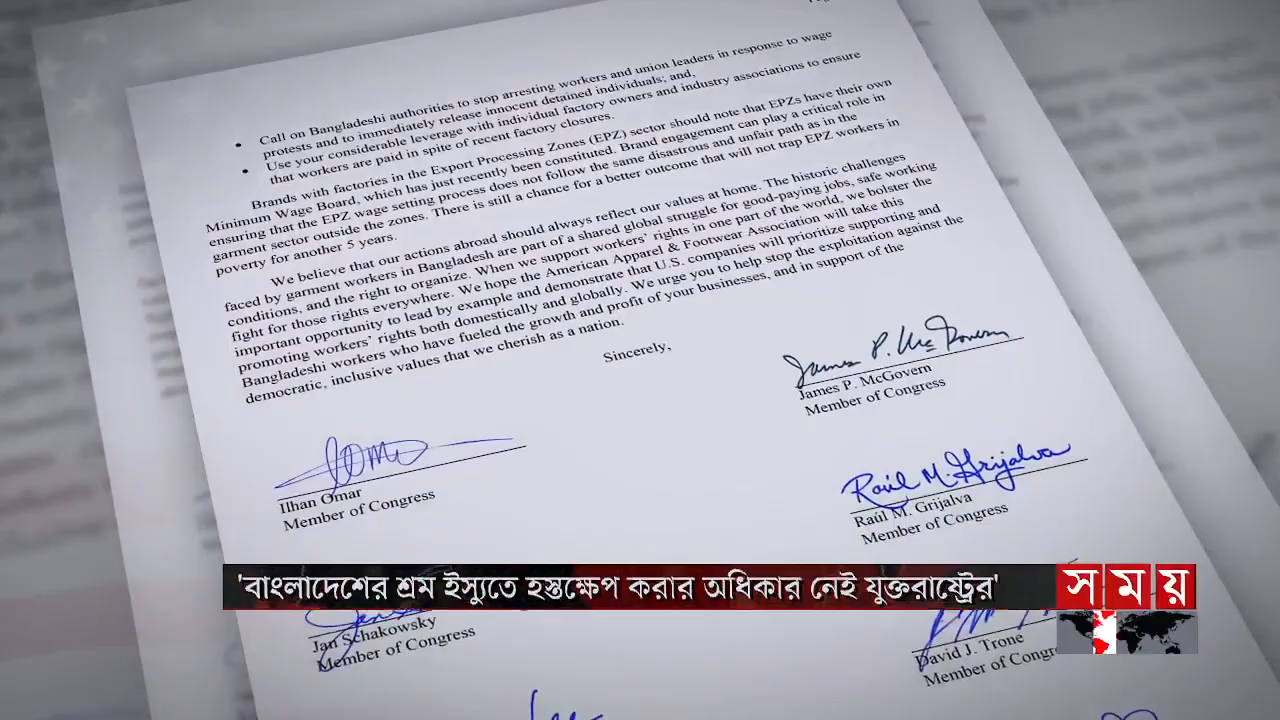 Call on Bangladeshi authorities to stop arresting workers and union leaders in response to wage
protests and to immediately release innocent detained individuals; and,
Use your considerable leverage with individual factory owners and industry associations to ensure
that workers are paid in spite of recent factory closures.
Brands with factories in the Export Processing Zones (EPZ) sector should note that EPZs have their own
Minimum Wage Board, which has just recently been constituted. Brand engagement can play a critical role in
ensuring that the EPZ wage setting process does not follow the same disastrous and unfair path as in the
garment sector outside the zones. There is still a chance for a better outcome that will not trap EPZ workers in
poverty for another 5 years.
We believe that our actions abroad should always reflect our values at home. The historic challenges
faced by garment workers in Bangladesh are part of a shared global struggle for good-paying jobs, safe working
conditions, and the right to organize. When we support workers' rights in one part of the world, we bolster the
fight for those rights everywhere. We hope the American Apparel & Footwear Association will take this
important opportunity to lead by example and demonstrate that U.S. companies will prioritize supporting and
promoting workers' rights both domestically and globally. We urge you to help stop the exploitation against the
Bangladeshi workers who have fueled the growth and profit of your businesses, and in support of the
democratic, inclusive values that we cherish as a nation.
Sincerely,
James P. McGovern
James P. McGovern
Member of Congress
Ilhan Omar
Member of Congress
Raúl M. Grijalva
Raúl M. Grijalva
Member of Congress
'বাংলাদেশের শ্রম ইস্যুতে হস্তক্ষেপ করার অধিকার নেই যুক্তরাষ্ট্রের'
সময়
Jan Schakowsky
Member of Congress
David J. Trone
Member of